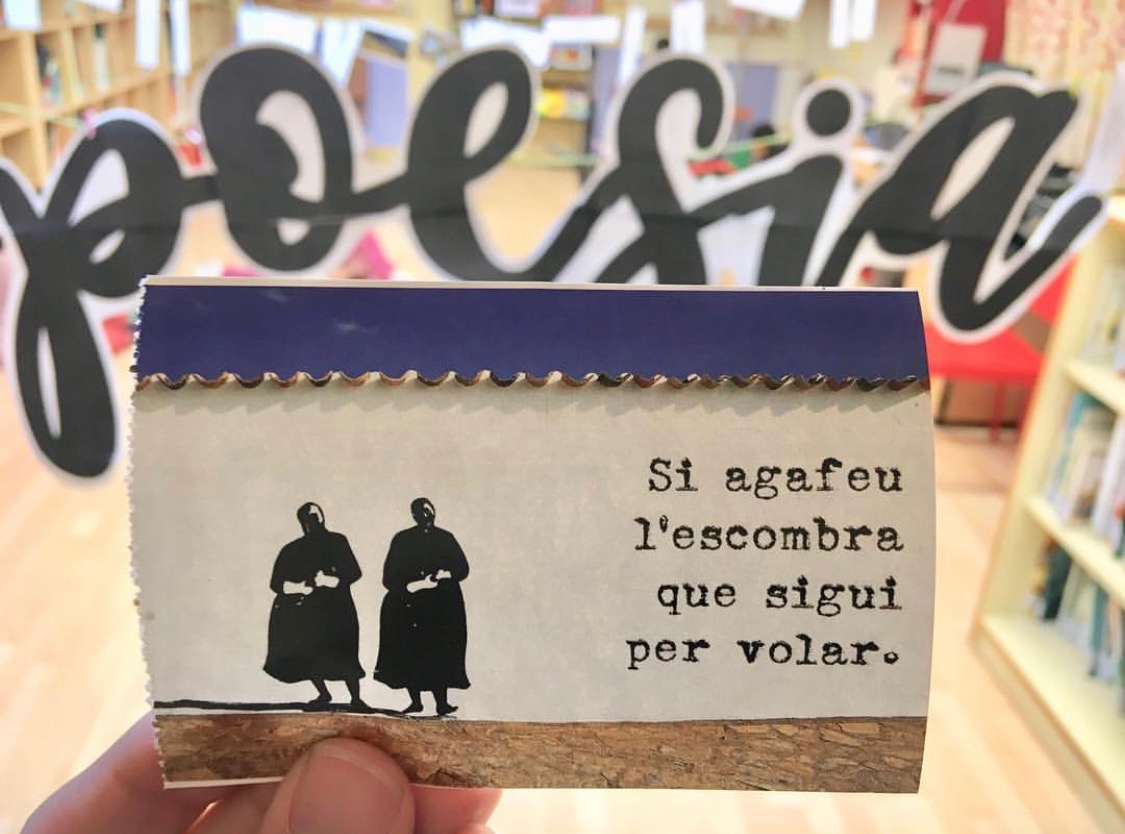 poesia
Si agafeu
l'escombra
que sigui
per volar.